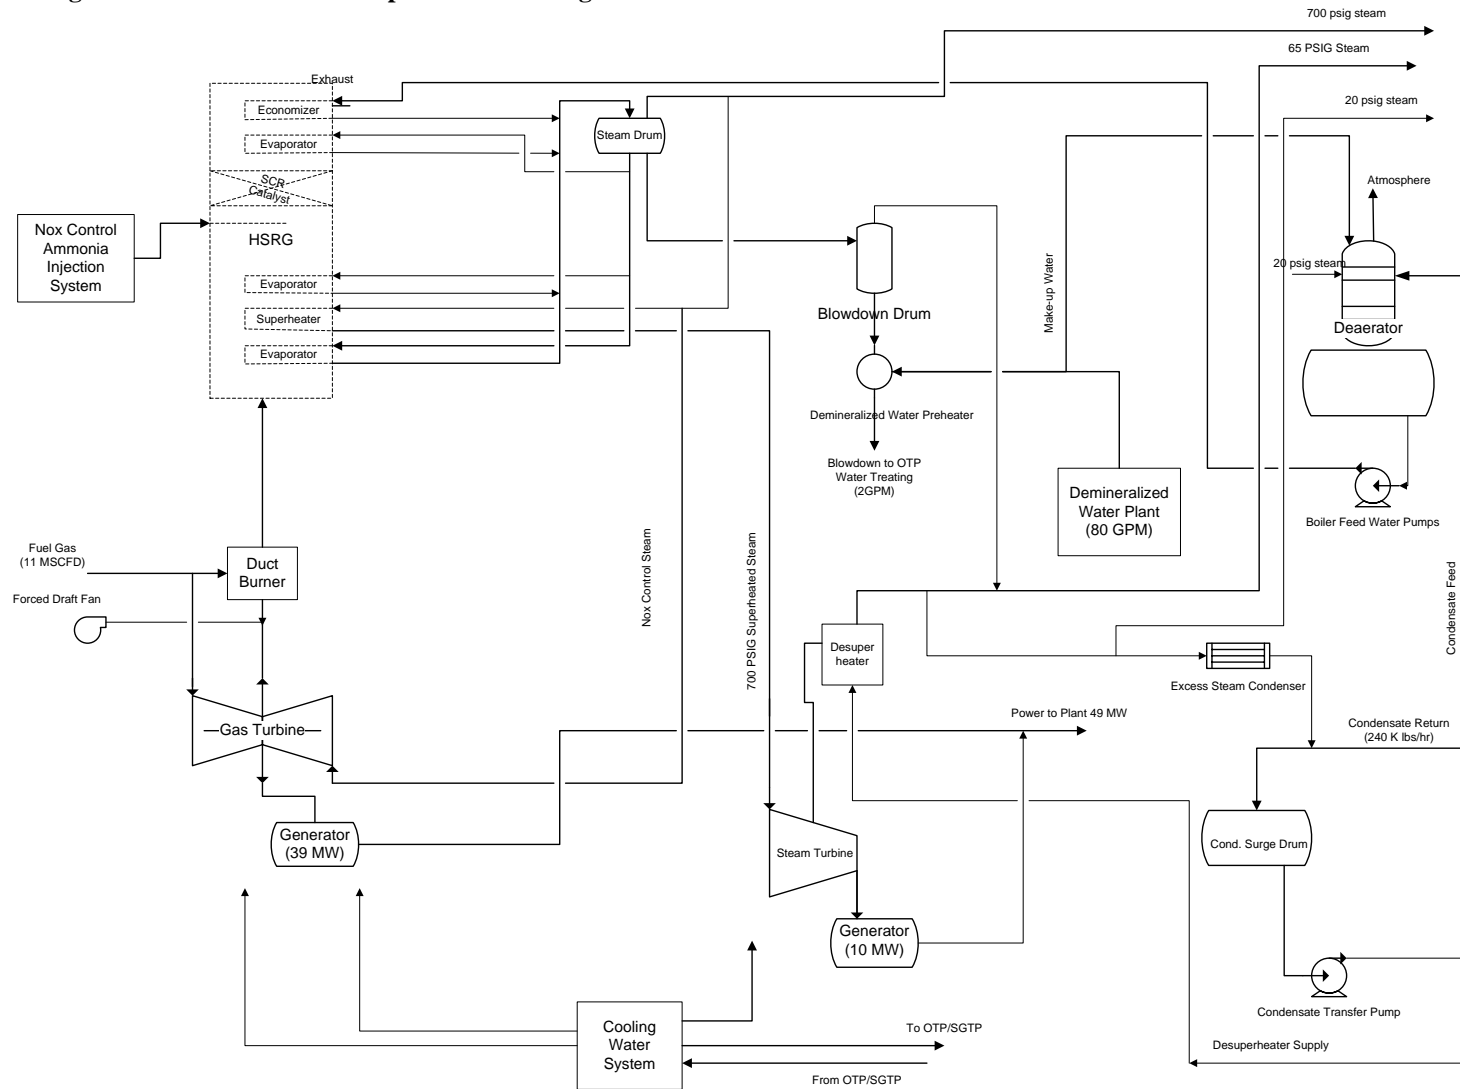 700 psig steam
65 PSIG Steam
20 psig steam
Exhaust
Economizer
Evaporator
SCR
Catalyst
HSRG
Evaporator
Superheater
Evaporator
Steam Drum
Nox Control
Ammonia
Injection
System
Blowdown Drum
Demineralized Water Preheater
Blowdown to OTP
Water Treating
(2GPM)
Make-up Water
Atmosphere
20 psig steam
Deaerator
Demineralized
Water Plant
(80 GPM)
Boiler Feed Water Pumps
Condensate Feed
Fuel Gas
(11 MSCFD)
Duct
Burner
Forced Draft Fan
Gas Turbine
Nox Control Steam
700 PSIG Superheated Steam
Desuper
heater
Excess Steam Condenser
Power to Plant 49 MW
Condensate Return
(240 K lbs/hr)
Generator
(39 MW)
Steam Turbine
Cond. Surge Drum
Generator
(10 MW)
Condensate Transfer Pump
Cooling
Water
System
To OTP/SGTP
From OTP/SGTP
Desuperheater Supply